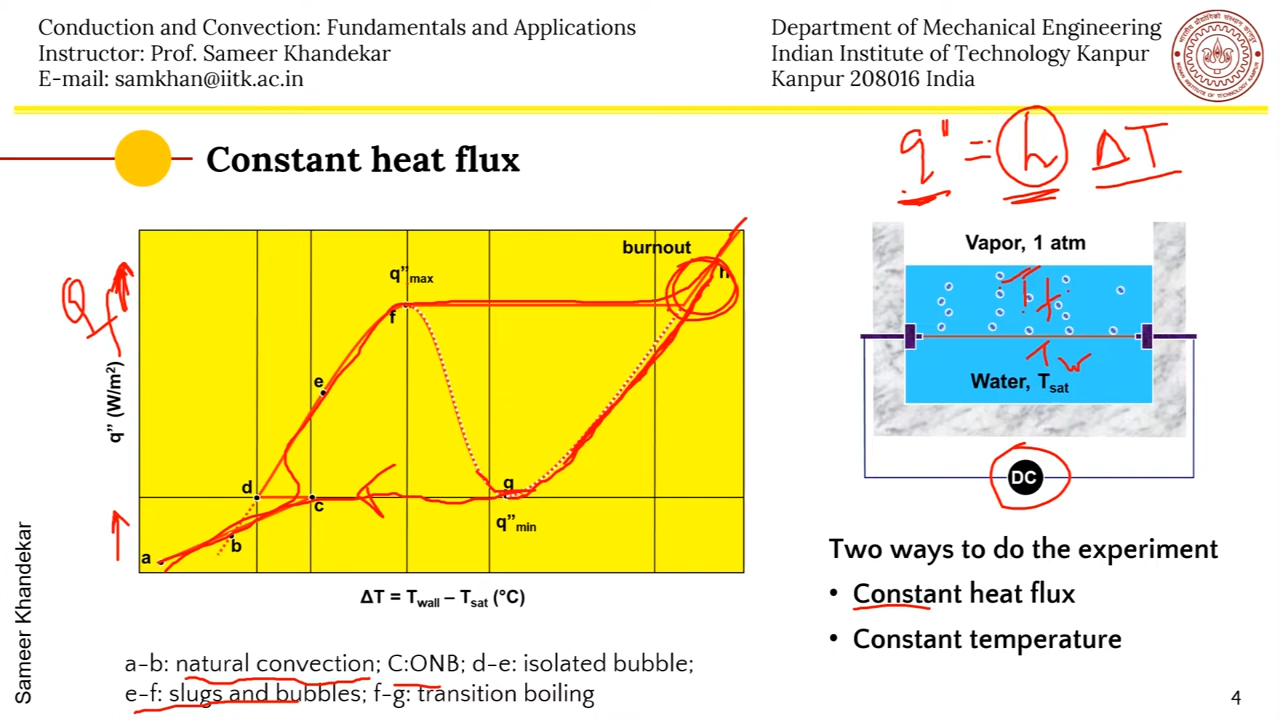 Conduction and Convection: Fundamentals and Applications
Instructor: Prof. Sameer Khandekar
E-mail: samkhan@iitk.ac.in
Department of Mechanical Engineering
Indian Institute of Technology Kanpur
Kanpur 208016 India
Constant heat flux
q" = h ΔT
burnout
h
q”max
f
e
d
c
g
q”min
b
a
q” (W/m²)
ΔT = Twall – Tsat (°C)
Vapor, 1 atm
Tf
Tw
Water, Tsat
DC
Two ways to do the experiment
• Constant heat flux
• Constant temperature
a-b: natural convection; C:ONB; d-e: isolated bubble;
e-f: slugs and bubbles; f-g: transition boiling
Sameer Khandekar
4